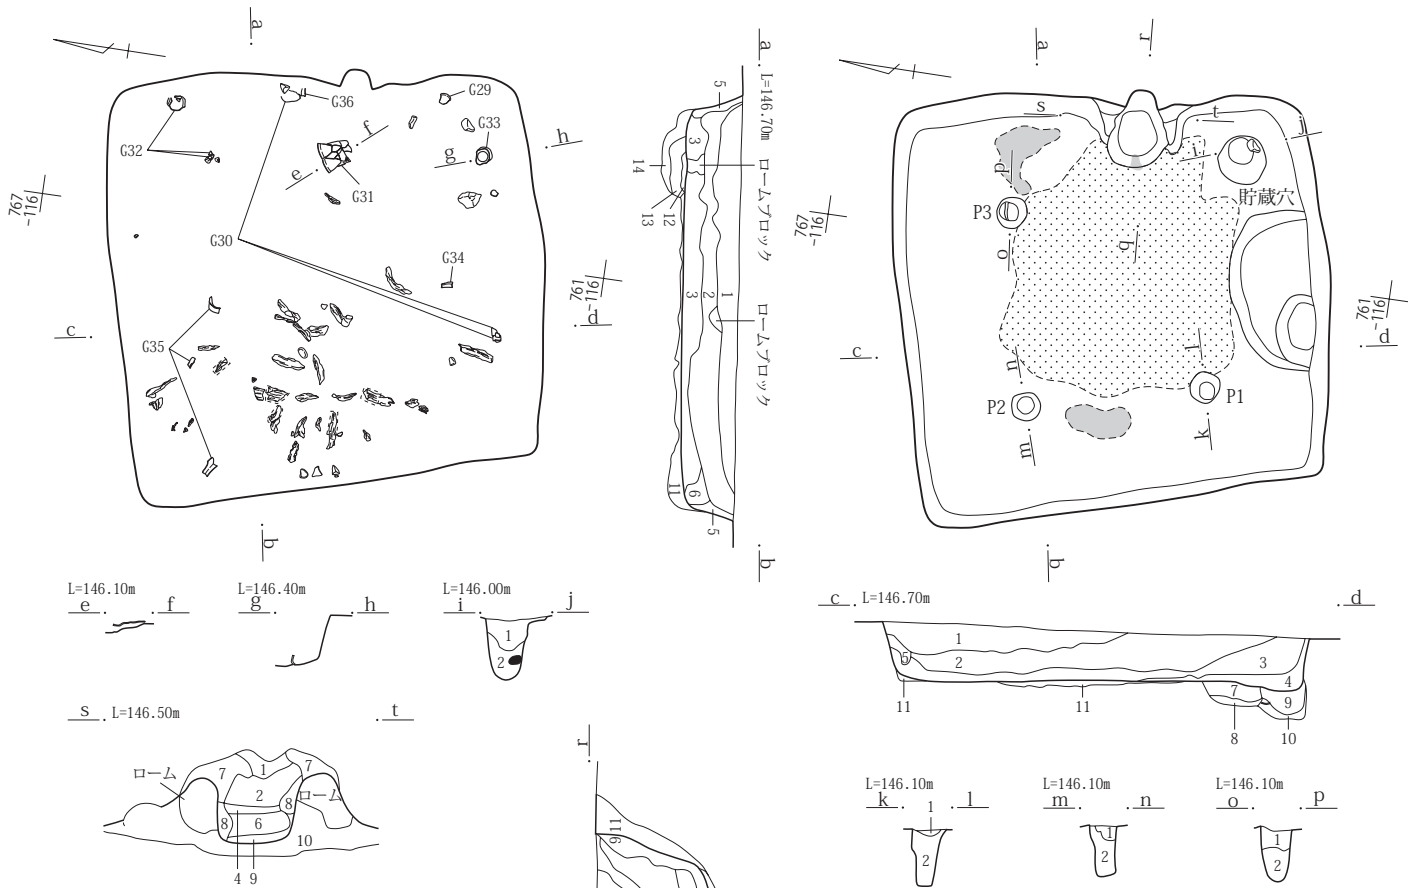 a
G36
G29
G33
G32
f
g
h
e
G31
G30
G34
767
-116
761
-116
c
d
G35
b
a
L=146.70m
ロームブロック
ロームブロック
5
3
14
13
12
3
2
1
11
6
5
b
a
r
s
t
j
i
p
貯蔵穴
P3
o
q
767
-116
761
-116
c
d
n
l
P2
P1
m
k
b
L=146.10m
e
f
L=146.40m
g
h
L=146.00m
i
j
1
2
c
L=146.70m
d
1
5
2
3
4
11
11
7
9
8
10
s
L=146.50m
t
ローム
7
1
7
2
8
ローム
8
6
10
4
9
r
11
9
L=146.10m
k
1
l
2
L=146.10m
m
n
1
2
L=146.10m
o
p
1
2